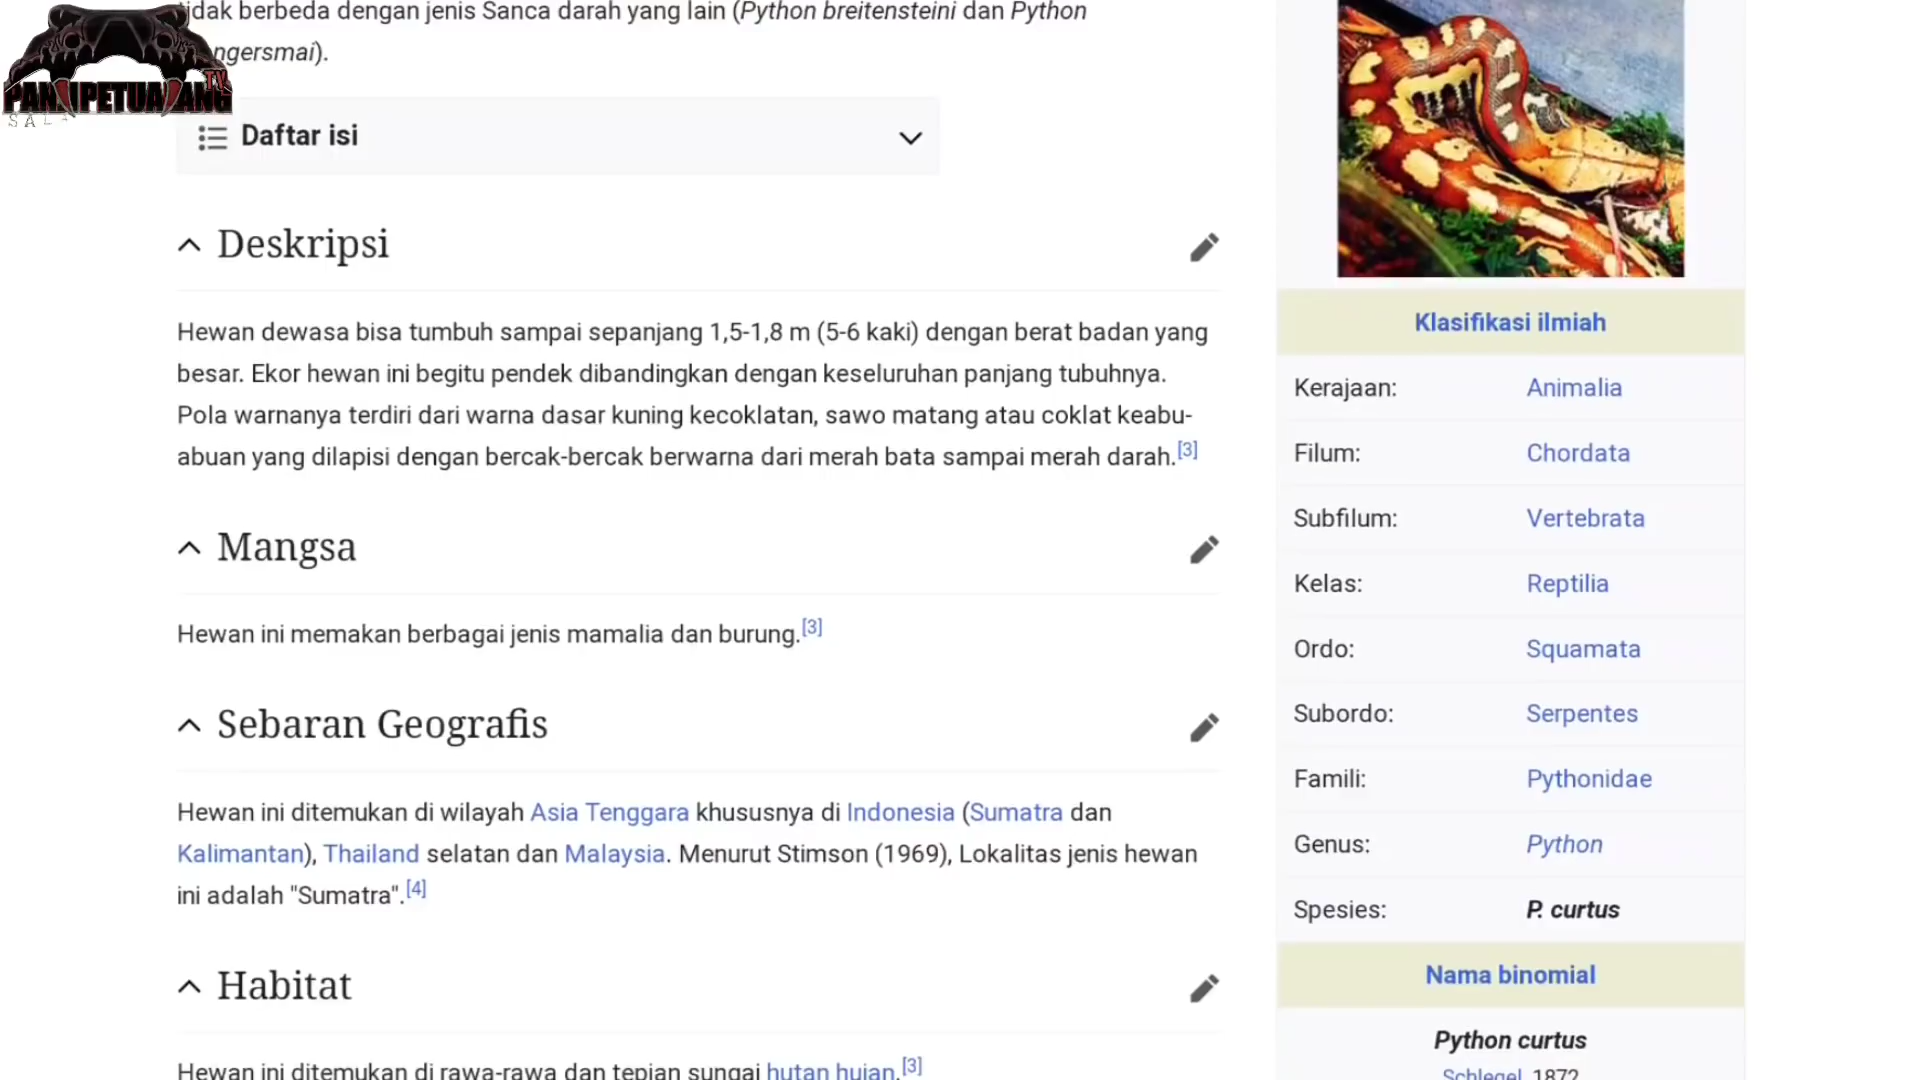 tidak berbeda dengan jenis Sanca darah yang lain (Python breitensteini dan Python
ngersmai).
PANJI PETUALANG TV
Daftar isi
Deskripsi
Hewan dewasa bisa tumbuh sampai sepanjang 1,5-1,8 m (5-6 kaki) dengan berat badan yang
besar. Ekor hewan ini begitu pendek dibandingkan dengan keseluruhan panjang tubuhnya.
Pola warnanya terdiri dari warna dasar kuning kecoklatan, sawo matang atau coklat keabu-
abuan yang dilapisi dengan bercak-bercak berwarna dari merah bata sampai merah darah.[3]
Mangsa
Hewan ini memakan berbagai jenis mamalia dan burung.[3]
Sebaran Geografis
Hewan ini ditemukan di wilayah Asia Tenggara khususnya di Indonesia (Sumatra dan
Kalimantan), Thailand selatan dan Malaysia. Menurut Stimson (1969), Lokalitas jenis hewan
ini adalah "Sumatra".[4]
Habitat
Hewan ini ditemukan di rawa-rawa dan tepian sungai hutan hujan.[3]
Klasifikasi ilmiah
Kerajaan: Animalia
Filum: Chordata
Subfilum: Vertebrata
Kelas: Reptilia
Ordo: Squamata
Subordo: Serpentes
Famili: Pythonidae
Genus: Python
Spesies: P. curtus
Nama binomial
Python curtus
Schlegel, 1872